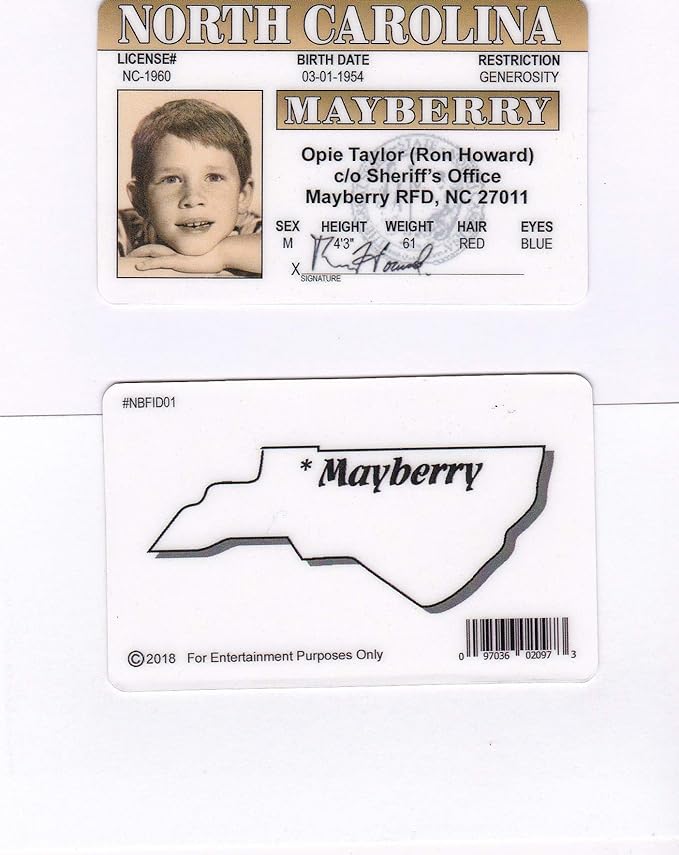 NORTH CAROLINA
LICENSE# BIRTH DATE RESTRICTION
NC-1960 03-01-1954 GENEROSITY
MAYBERRY
Opie Taylor (Ron Howard)
c/o Sheriff's Office
Mayberry RFD, NC 27011
SEX HEIGHT WEIGHT HAIR EYES
M 4'3" 61 RED BLUE
X Ron Howard
SIGNATURE
#NBFID01
* Mayberry
©2018 For Entertainment Purposes Only
0 97036 02097 3